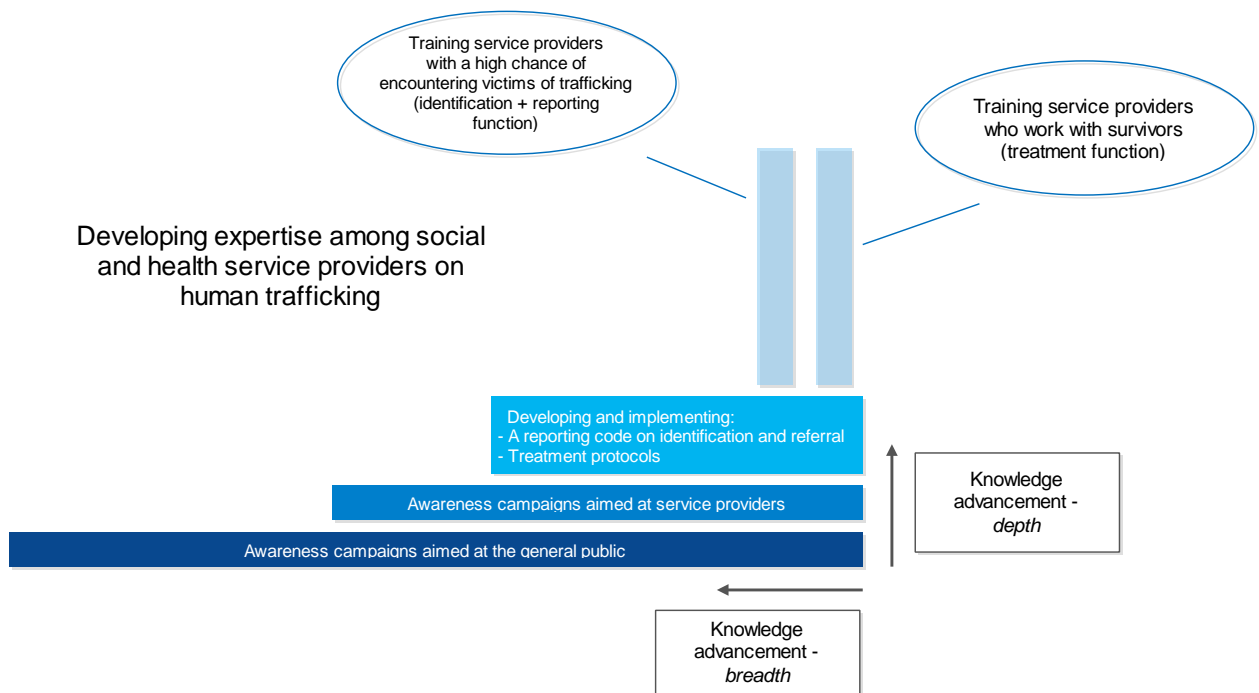 Training service providers
with a high chance of
encountering victims of trafficking
(identification + reporting
function)
Training service providers
who work with survivors
(treatment function)
Developing expertise among social
and health service providers on
human trafficking
Developing and implementing:
- A reporting code on identification and referral
- Treatment protocols
Awareness campaigns aimed at service providers
Awareness campaigns aimed at the general public
Knowledge
advancement -
depth
Knowledge
advancement -
breadth